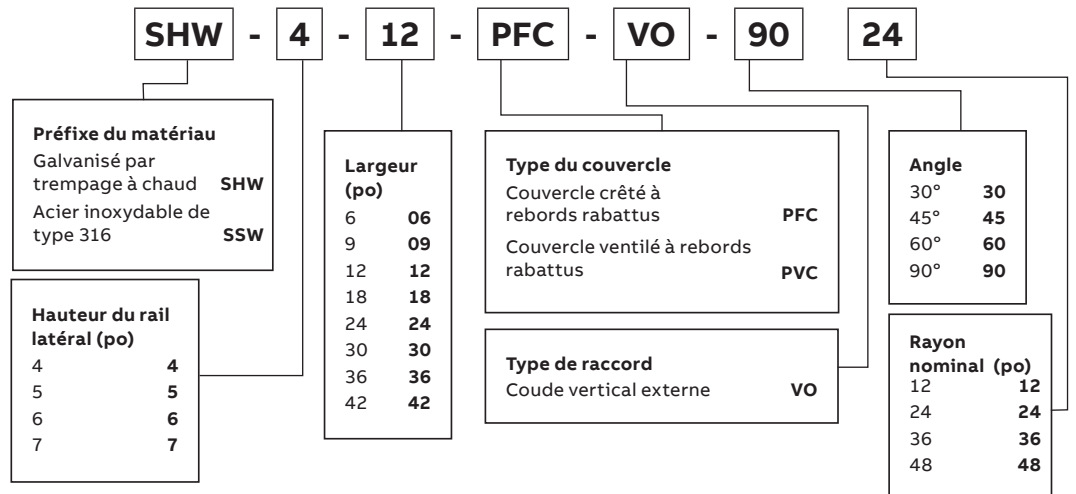 SHW - 4 - 12 - PFC - VO - 90 24
Préfixe du matériau
Galvanisé par
trempage à chaud SHW
Acier inoxydable de
type 316 SSW
Hauteur du rail
latéral (po)
4 4
5 5
6 6
7 7
Largeur
(po)
6 06
9 09
12 12
18 18
24 24
30 30
36 36
42 42
Type du couvercle
Couvercle crêté à
rebords rabattus PFC
Couvercle ventilé à rebords
rabattus PVC
Type de raccord
Coude vertical externe VO
Angle
30° 30
45° 45
60° 60
90° 90
Rayon
nominal (po)
12 12
24 24
36 36
48 48